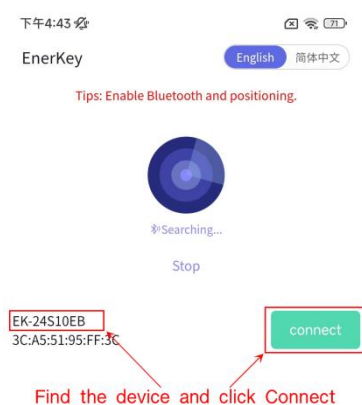 下午4:43
71
EnerKey
English 简体中文
Tips: Enable Bluetooth and positioning.
Searching...
Stop
EK-24S10EB
3C:A5:51:95:FF:3C
connect
Find the device and click Connect